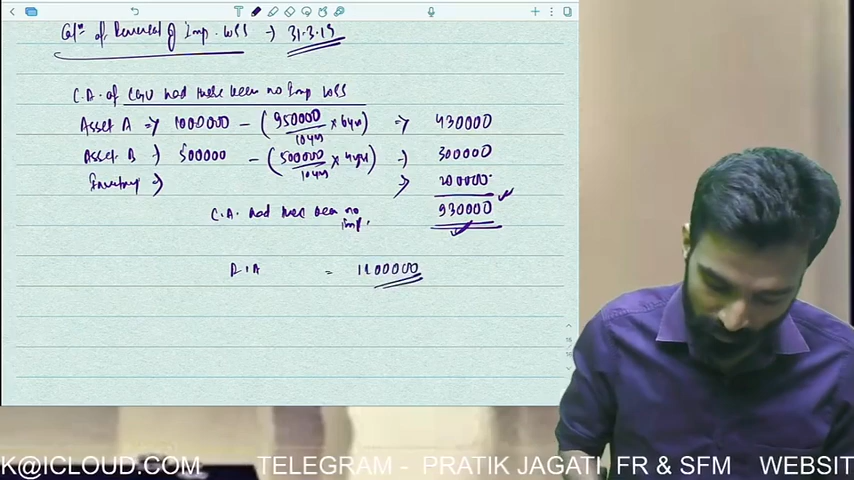 Calⁿ of Reversal of Imp. loss → 31.3.19
C.A. of CGU had there been no Imp loss
Asset A => 1000000 - (950000/10yrs × 6yrs) => 430000
Asset B → 500000 - (500000/10yrs × 4yrs) → 300000
Inventory => => 200000
C.A. had there been no imp. 930000
R.A = 1100000
K@ICLOUD.COM TELEGRAM - PRATIK JAGATI FR & SFM WEBSIT